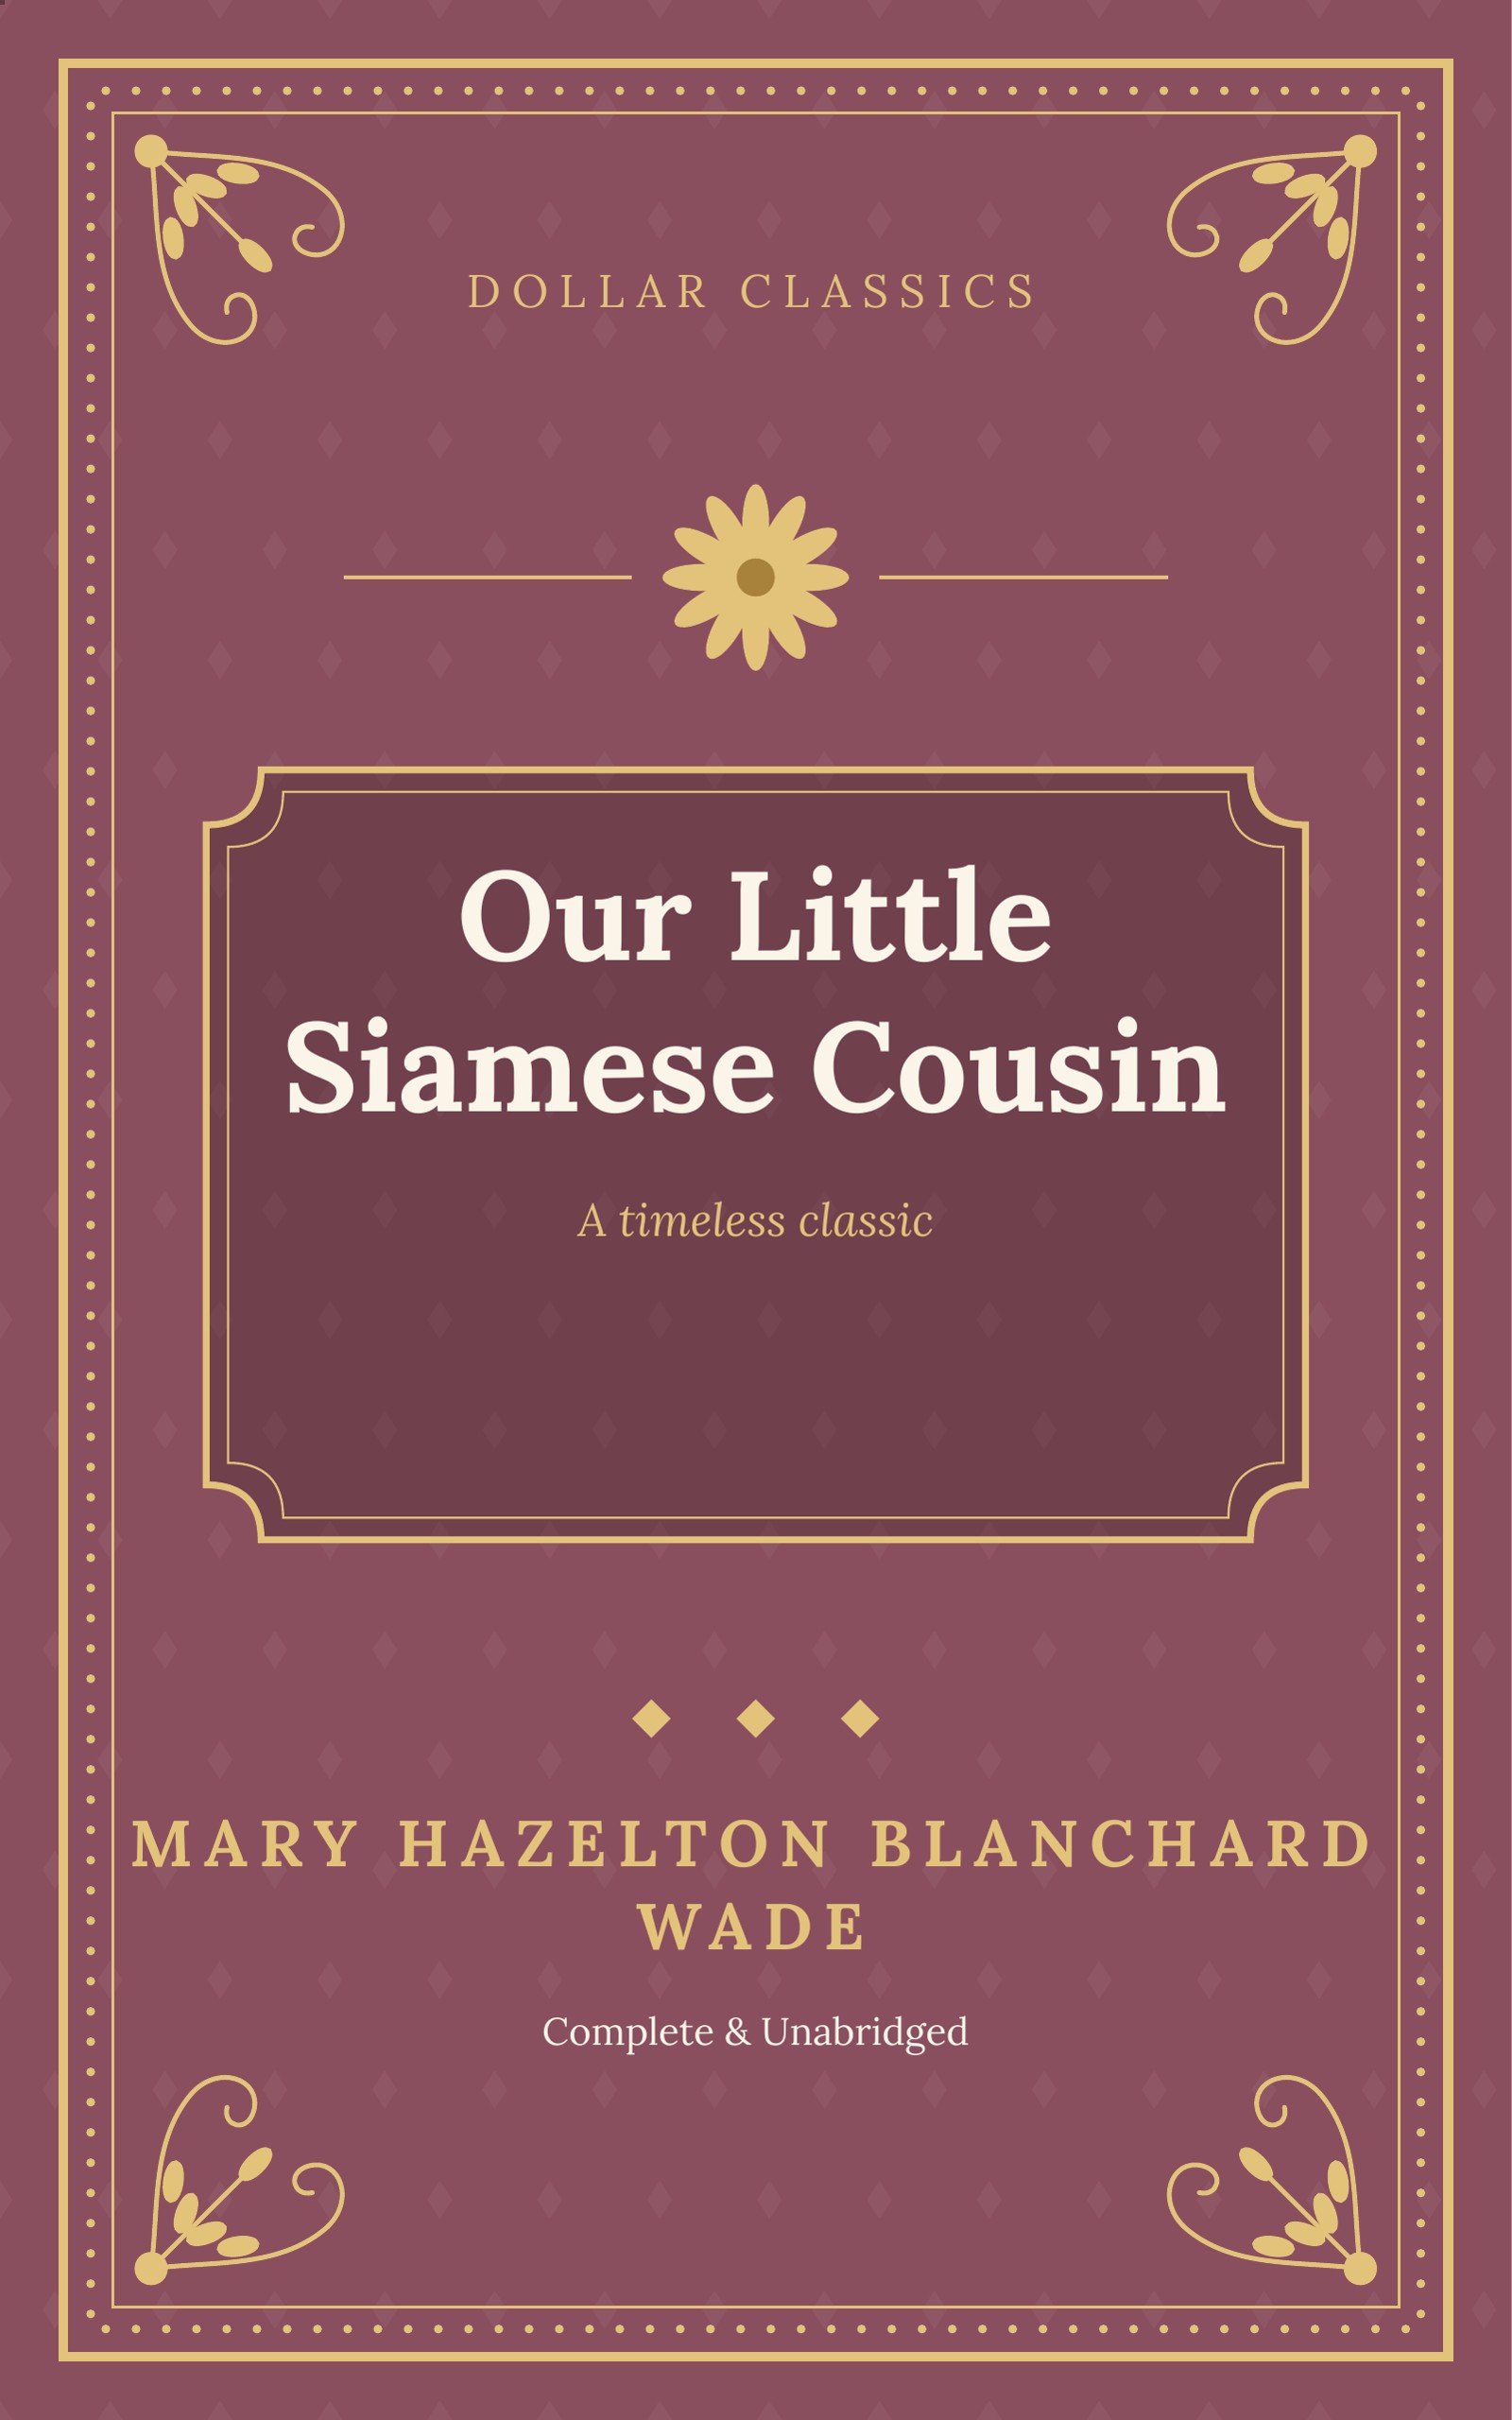 DOLLAR CLASSICS
Our Little
Siamese Cousin
A timeless classic
MARY HAZELTON BLANCHARD
WADE
Complete & Unabridged